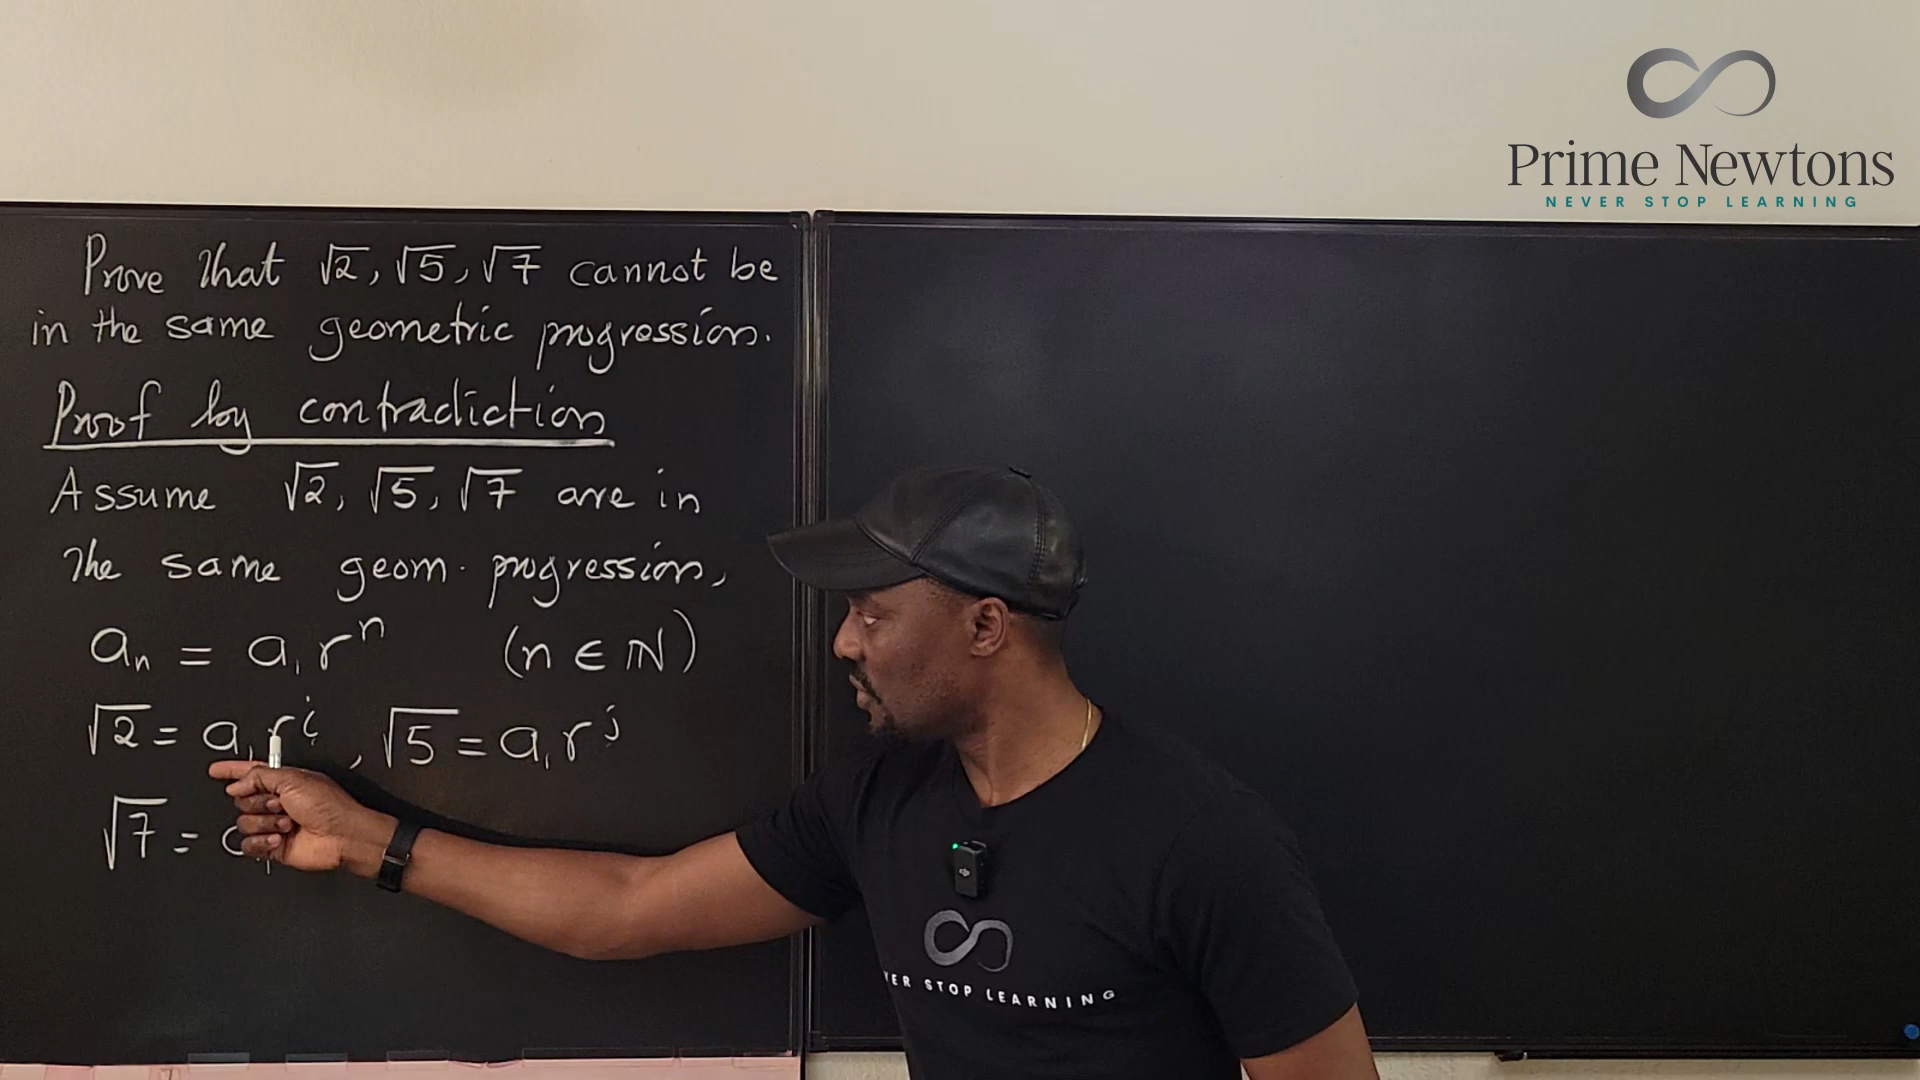 Prime Newtons
NEVER STOP LEARNING
Prove that √2, √5, √7 cannot be
in the same geometric progression.
Proof by contradiction
Assume √2, √5, √7 are in
the same geom. progression,
aₙ = a₁rⁿ (n ∈ ℕ)
√2 = a₁rⁱ, √5 = a₁rʲ
√7 =
STOP LEARNING